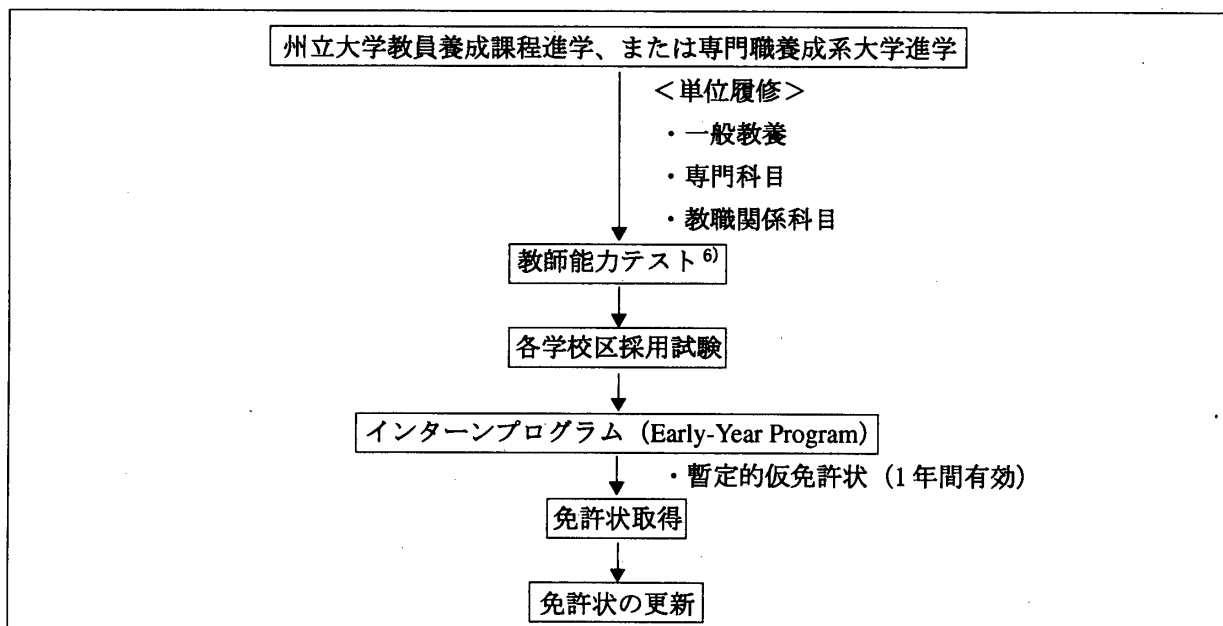 州立大学教員養成課程進学、または専門職養成系大学進学
＜単位履修＞
・一般教養
・専門科目
・教職関係科目
教師能力テスト6)
各学校区採用試験
インターンプログラム（Early-Year Program）
・暫定的仮免許状（1年間有効）
免許状取得
免許状の更新